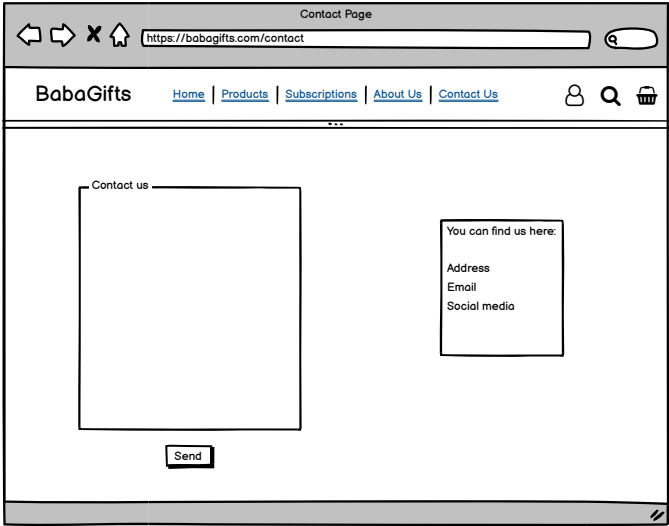 Contact Page
https://babagifts.com/contact
BabaGifts Home Products Subscriptions About Us Contact Us
Contact us
You can find us here:
Address
Email
Social media
Send